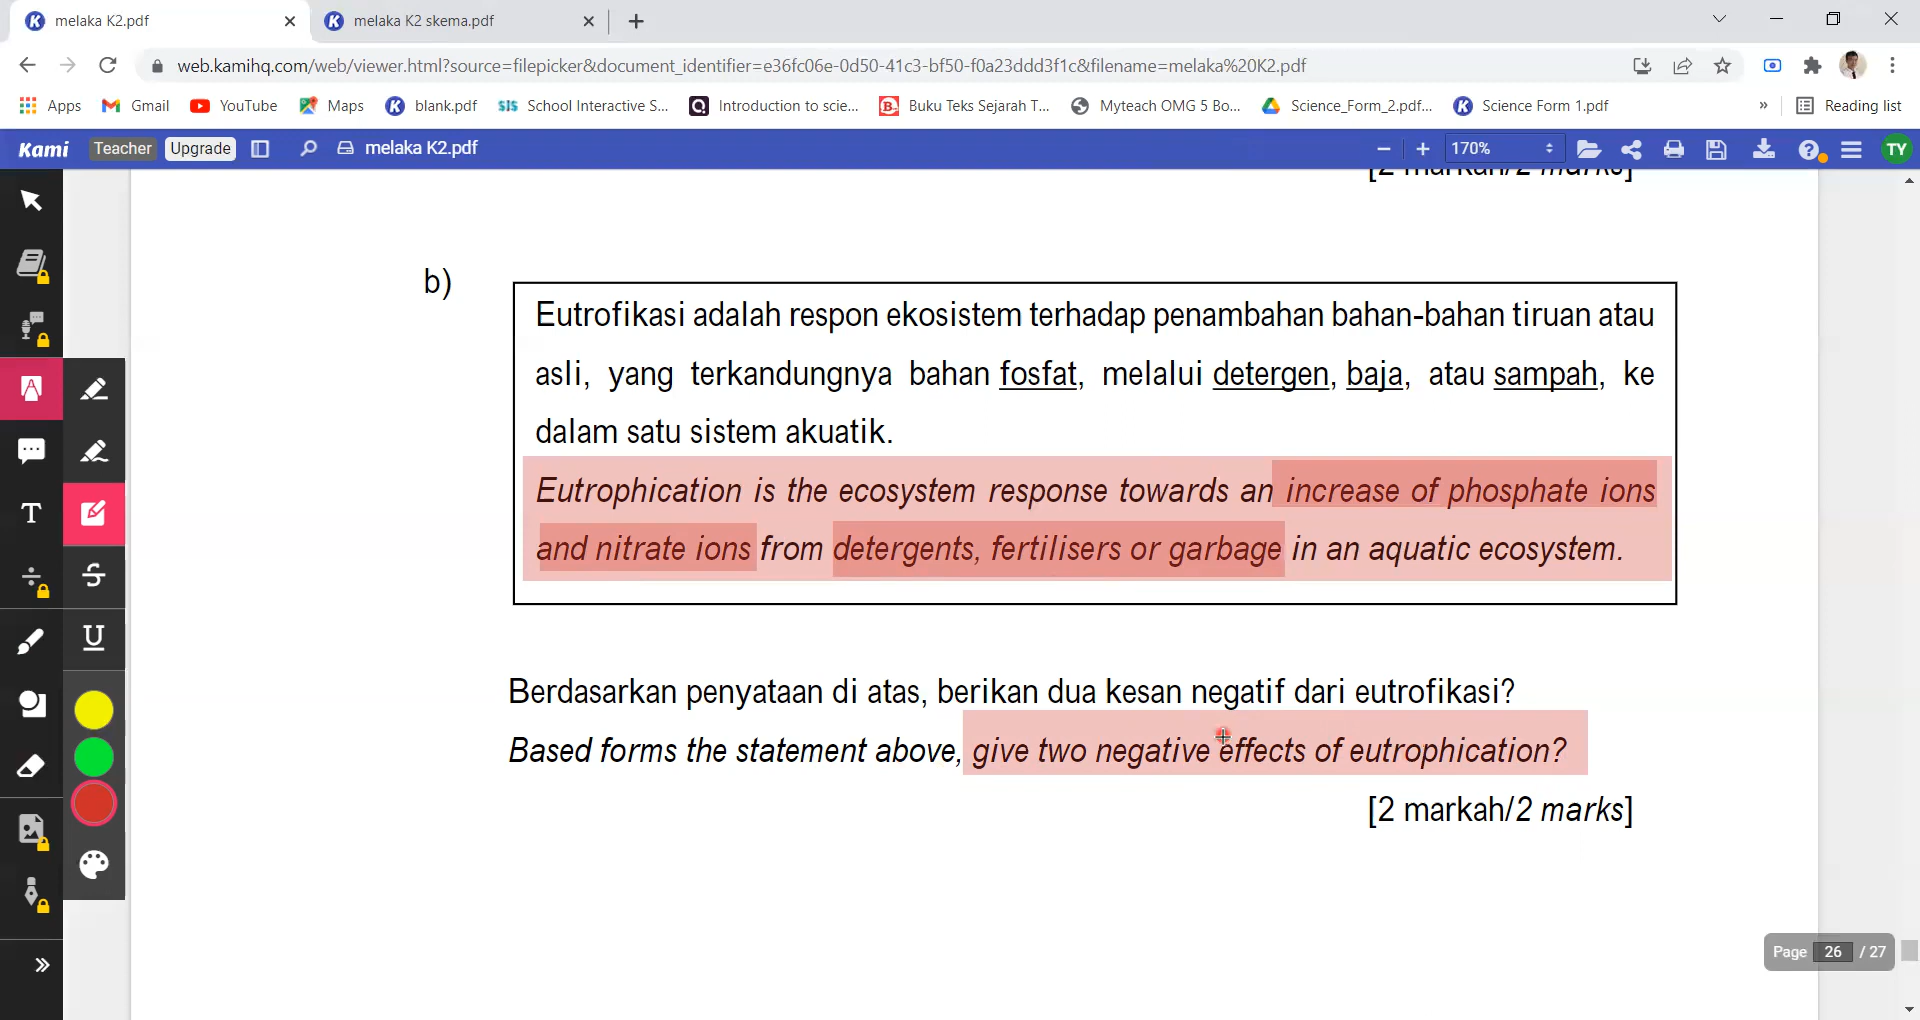 melaka K2.pdf
melaka K2 skema.pdf
web.kamihq.com/web/viewer.html?source=filepicker&document_identifier=e36fc06e-0d50-41c3-bf50-f0a23ddd3f1c&filename=melaka%20K2.pdf
Apps Gmail YouTube Maps blank.pdf School Interactive S... Introduction to scie... Buku Teks Sejarah T... Myteach OMG 5 Bo... Science_Form_2.pdf... Science Form 1.pdf » Reading list
Kami Teacher Upgrade melaka K2.pdf 170% TY
[2 markah/2 marks]
b)
Eutrofikasi adalah respon ekosistem terhadap penambahan bahan-bahan tiruan atau
asli, yang terkandungnya bahan fosfat, melalui detergen, baja, atau sampah, ke
dalam satu sistem akuatik.
Eutrophication is the ecosystem response towards an increase of phosphate ions
and nitrate ions from detergents, fertilisers or garbage in an aquatic ecosystem.
Berdasarkan penyataan di atas, berikan dua kesan negatif dari eutrofikasi?
Based forms the statement above, give two negative effects of eutrophication?
[2 markah/2 marks]
Page 26 / 27